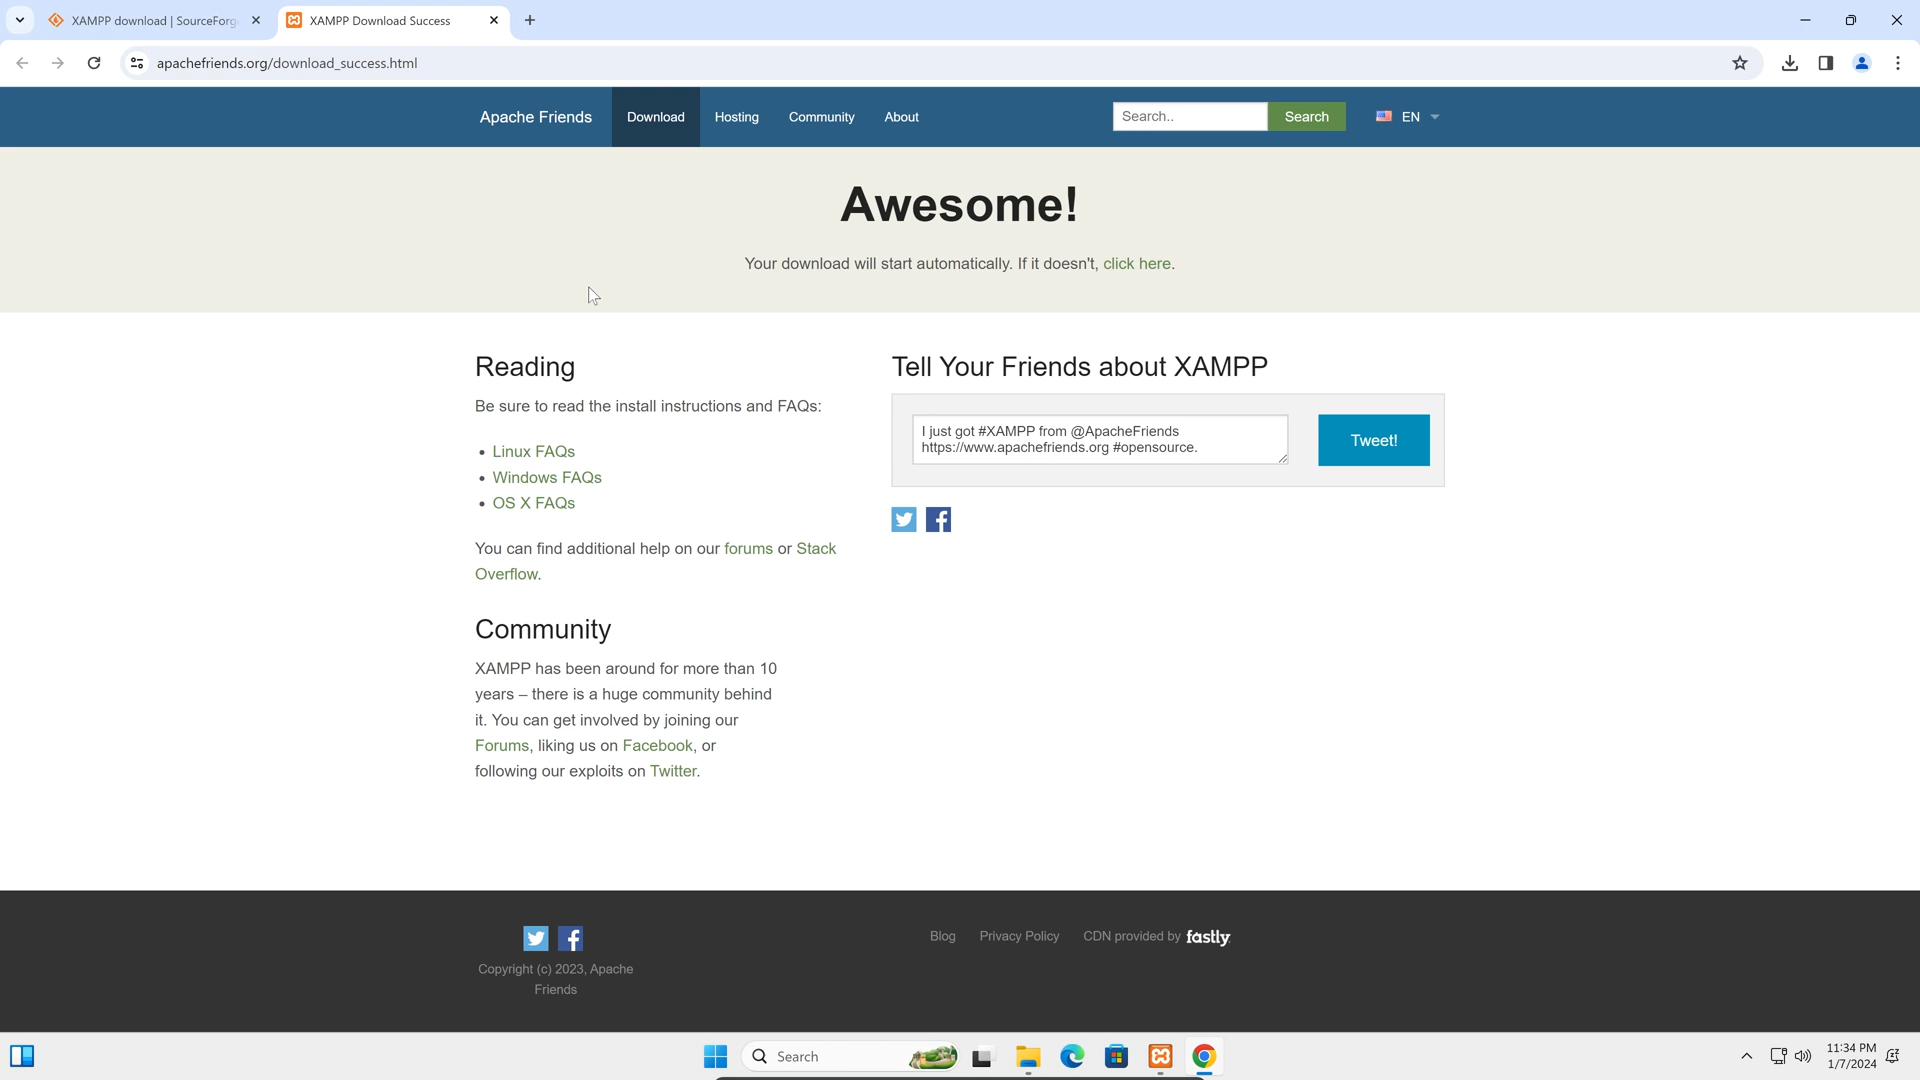 XAMPP download | SourceForg
XAMPP Download Success
apachefriends.org/download_success.html
Apache Friends
Download
Hosting
Community
About
Search..
Search
EN
Awesome!
Your download will start automatically. If it doesn't, click here.
Reading
Be sure to read the install instructions and FAQs:
• Linux FAQs
• Windows FAQs
• OS X FAQs
You can find additional help on our forums or Stack
Overflow.
Community
XAMPP has been around for more than 10
years – there is a huge community behind
it. You can get involved by joining our
Forums, liking us on Facebook, or
following our exploits on Twitter.
Tell Your Friends about XAMPP
I just got #XAMPP from @ApacheFriends
https://www.apachefriends.org #opensource.
Tweet!
Copyright (c) 2023, Apache
Friends
Blog
Privacy Policy
CDN provided by fastly
Search
11:34 PM
1/7/2024